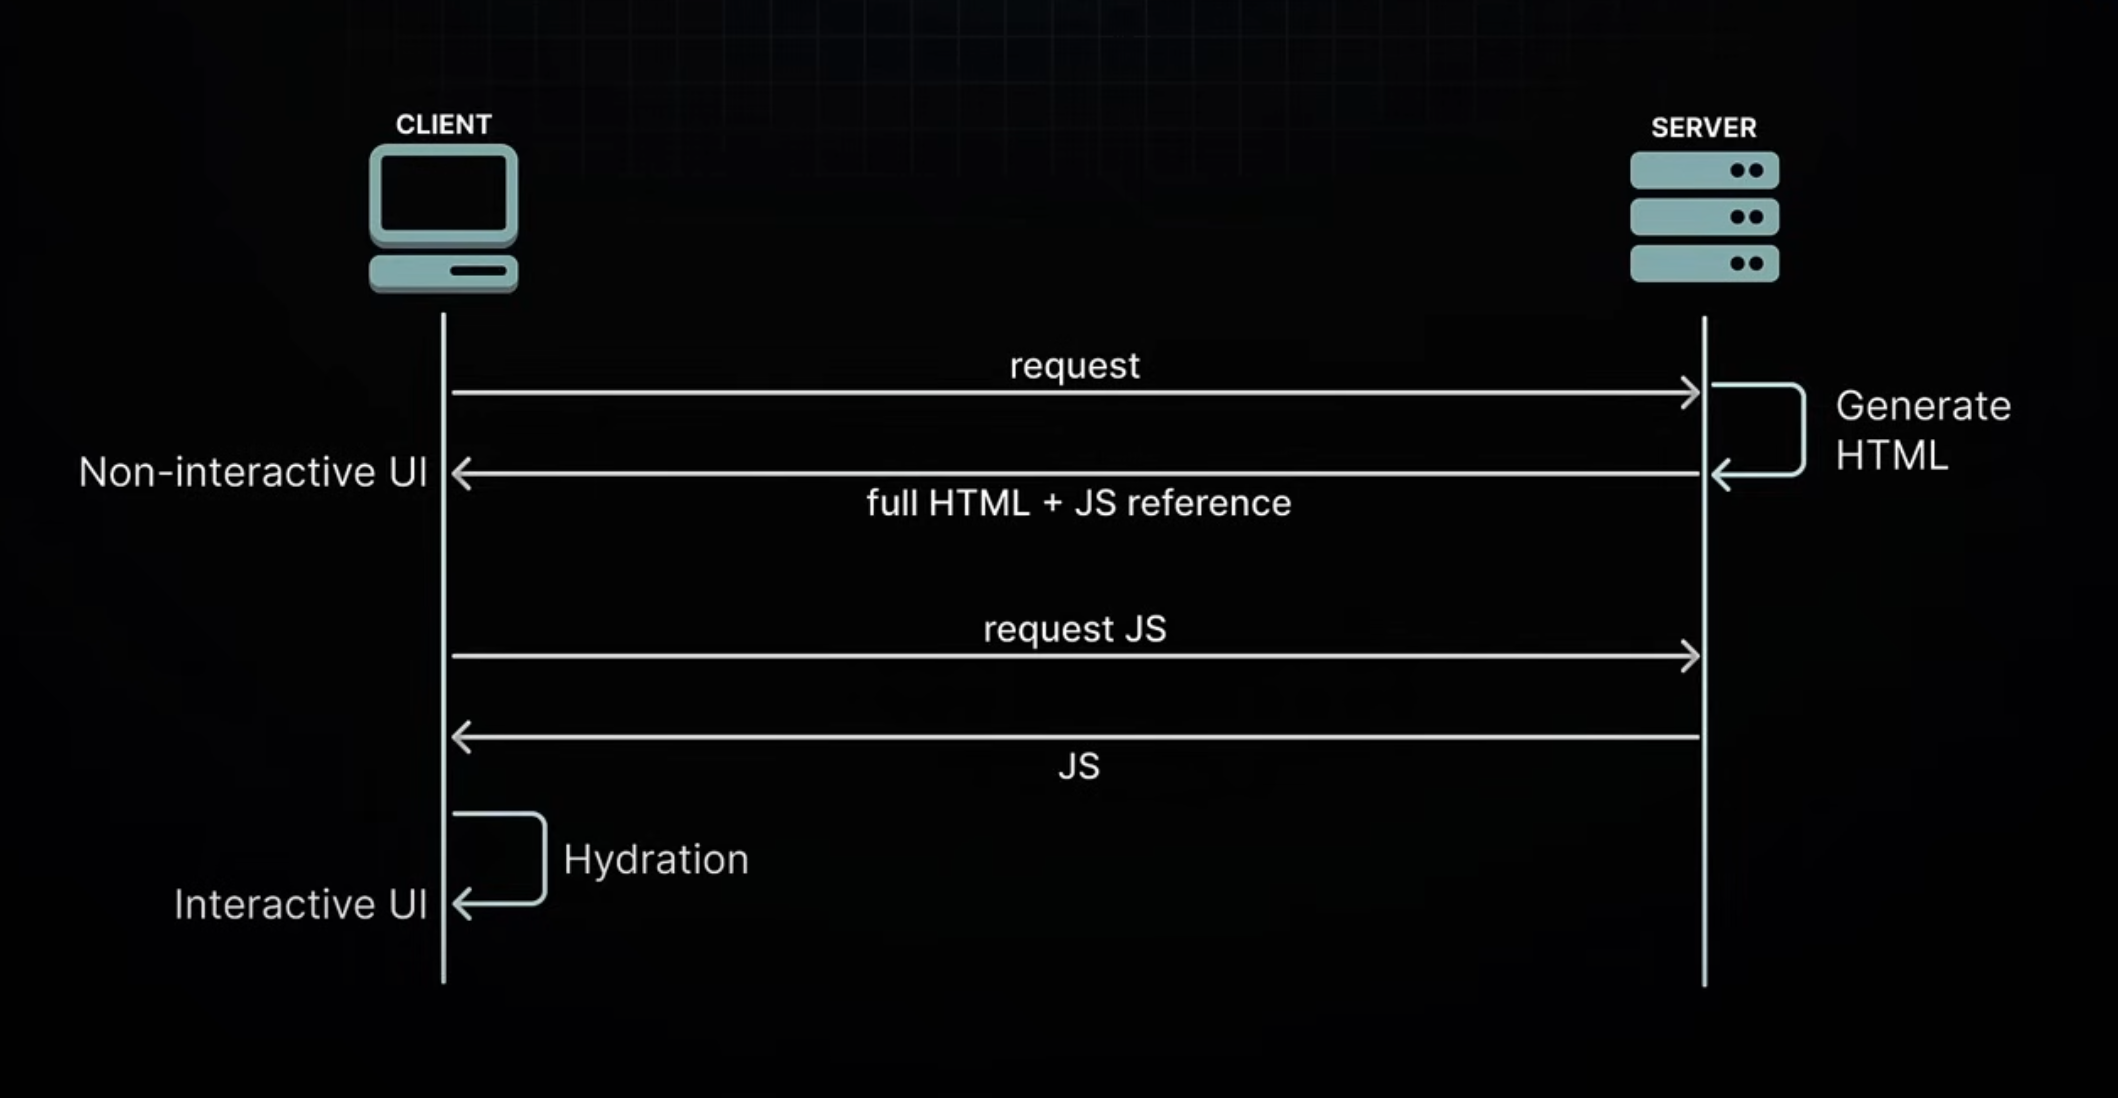 CLIENT
SERVER
request
Generate
HTML
Non-interactive UI
full HTML + JS reference
request JS
JS
Hydration
Interactive UI